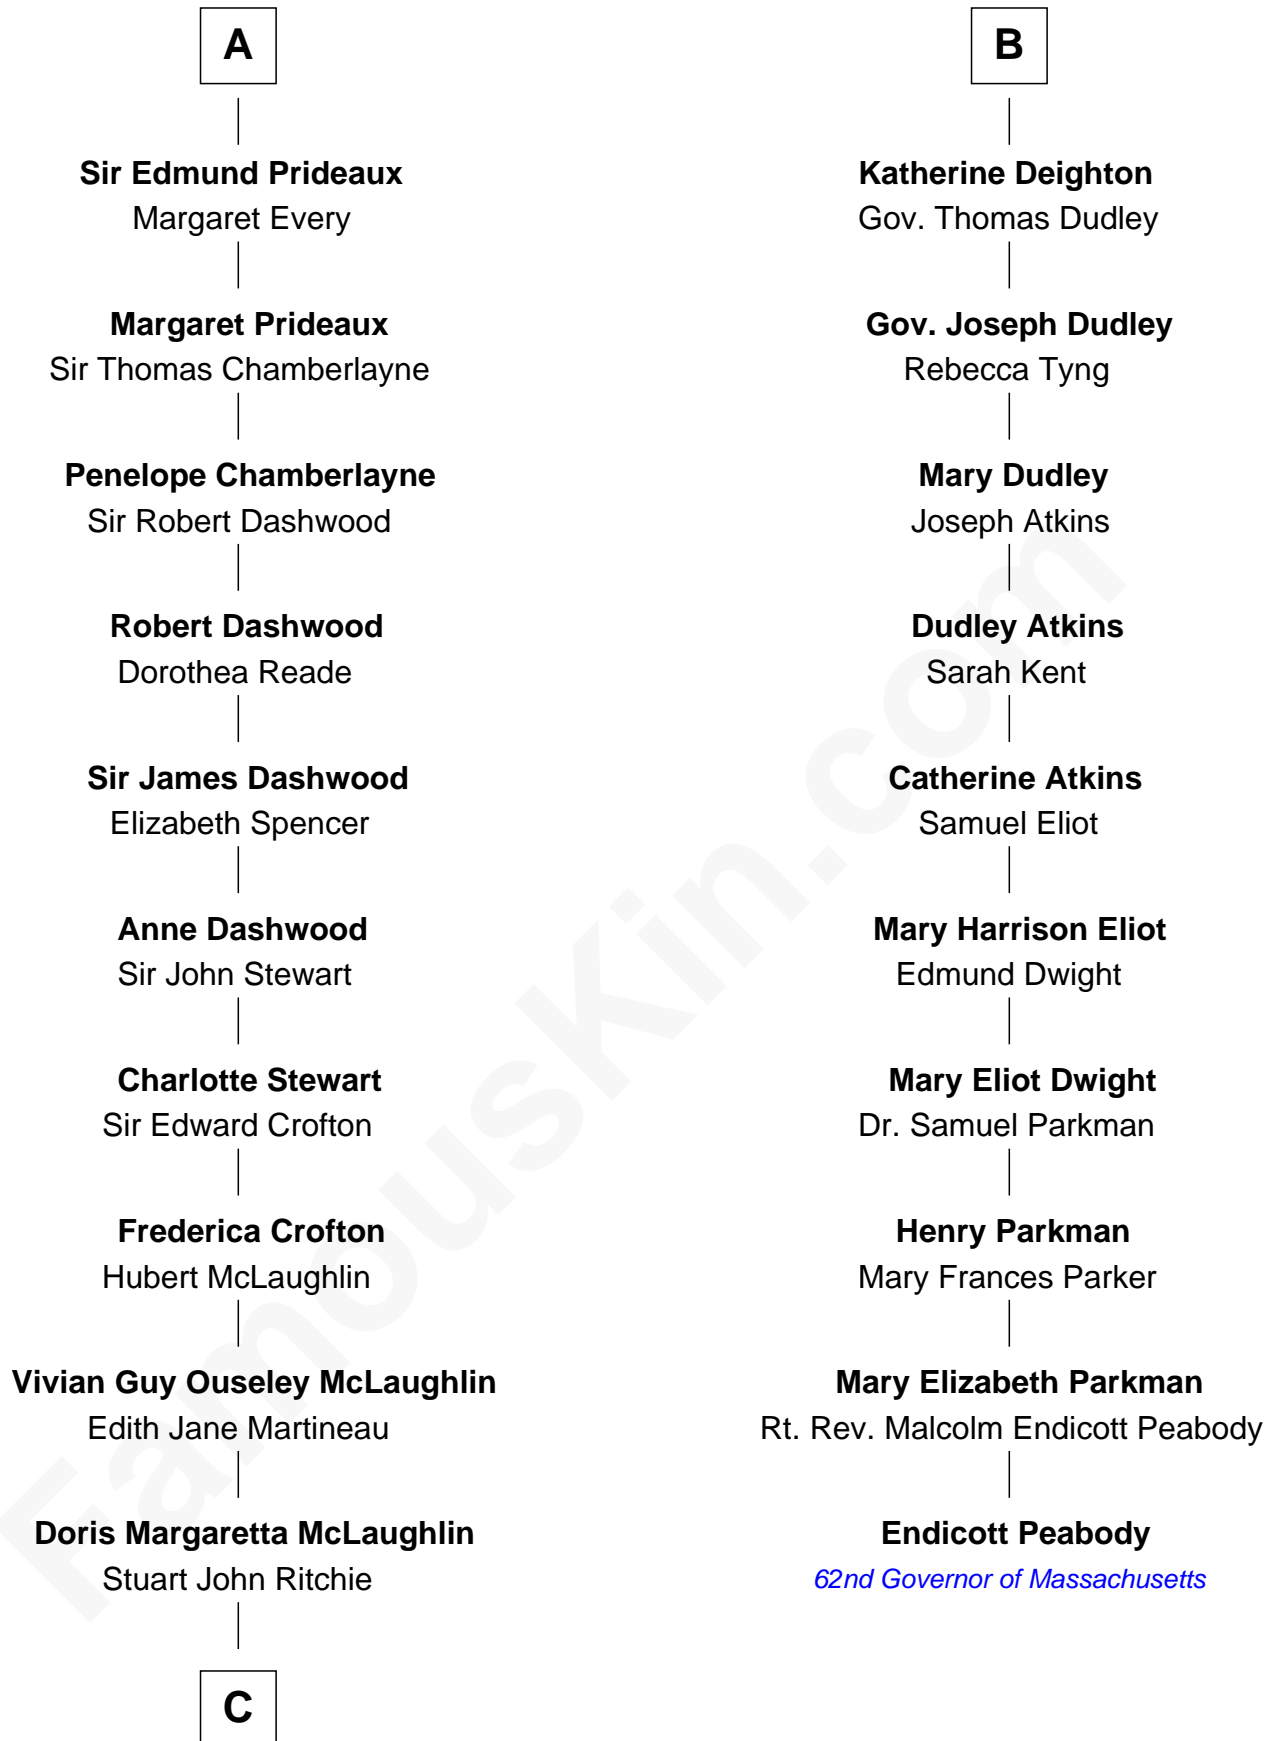 A
Sir Edmund Prideaux
Margaret Every
Margaret Prideaux
Sir Thomas Chamberlayne
Penelope Chamberlayne
Sir Robert Dashwood
Robert Dashwood
Dorothea Reade
Sir James Dashwood
Elizabeth Spencer
Anne Dashwood
Sir John Stewart
Charlotte Stewart
Sir Edward Crofton
Frederica Crofton
Hubert McLaughlin
Vivian Guy Ouseley McLaughlin
Edith Jane Martineau
Doris Margaretta McLaughlin
Stuart John Ritchie
C
B
Katherine Deighton
Gov. Thomas Dudley
Gov. Joseph Dudley
Rebecca Tyng
Mary Dudley
Joseph Atkins
Dudley Atkins
Sarah Kent
Catherine Atkins
Samuel Eliot
Mary Harrison Eliot
Edmund Dwight
Mary Eliot Dwight
Dr. Samuel Parkman
Henry Parkman
Mary Frances Parker
Mary Elizabeth Parkman
Rt. Rev. Malcolm Endicott Peabody
Endicott Peabody
62nd Governor of Massachusetts
FamousKin.com